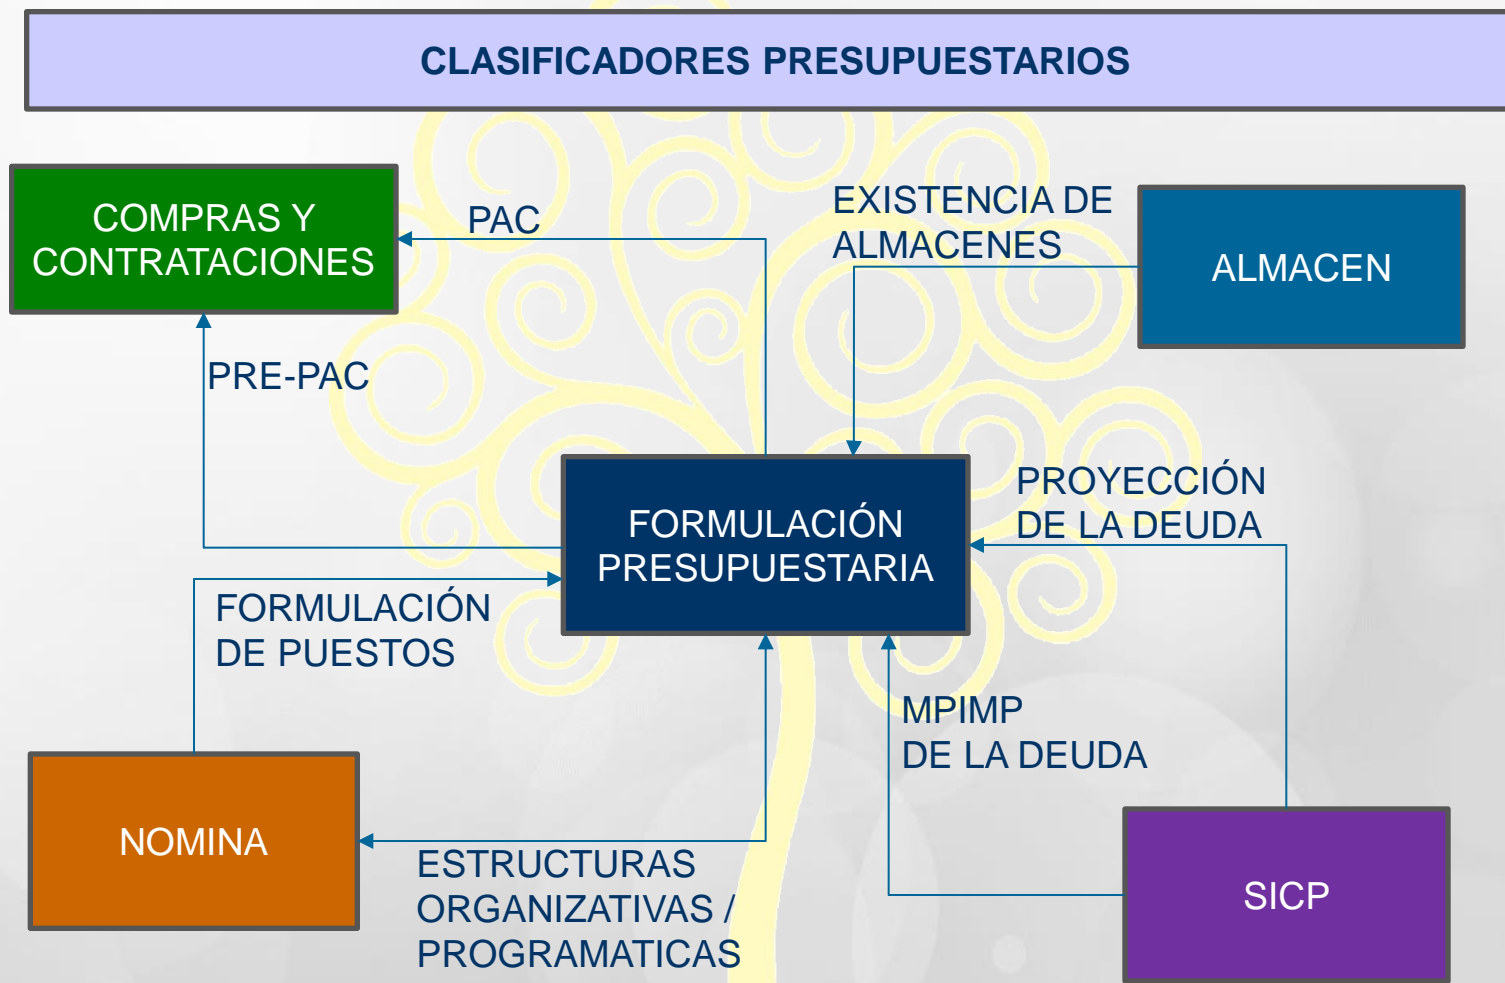 CLASIFICADORES PRESUPUESTARIOS
COMPRAS Y
CONTRATACIONES
PAC
EXISTENCIA DE
ALMACENES
ALMACEN
PRE-PAC
FORMULACIÓN
PRESUPUESTARIA
PROYECCIÓN
DE LA DEUDA
FORMULACIÓN
DE PUESTOS
MPIMP
DE LA DEUDA
NOMINA
ESTRUCTURAS
ORGANIZATIVAS /
PROGRAMATICAS
SICP